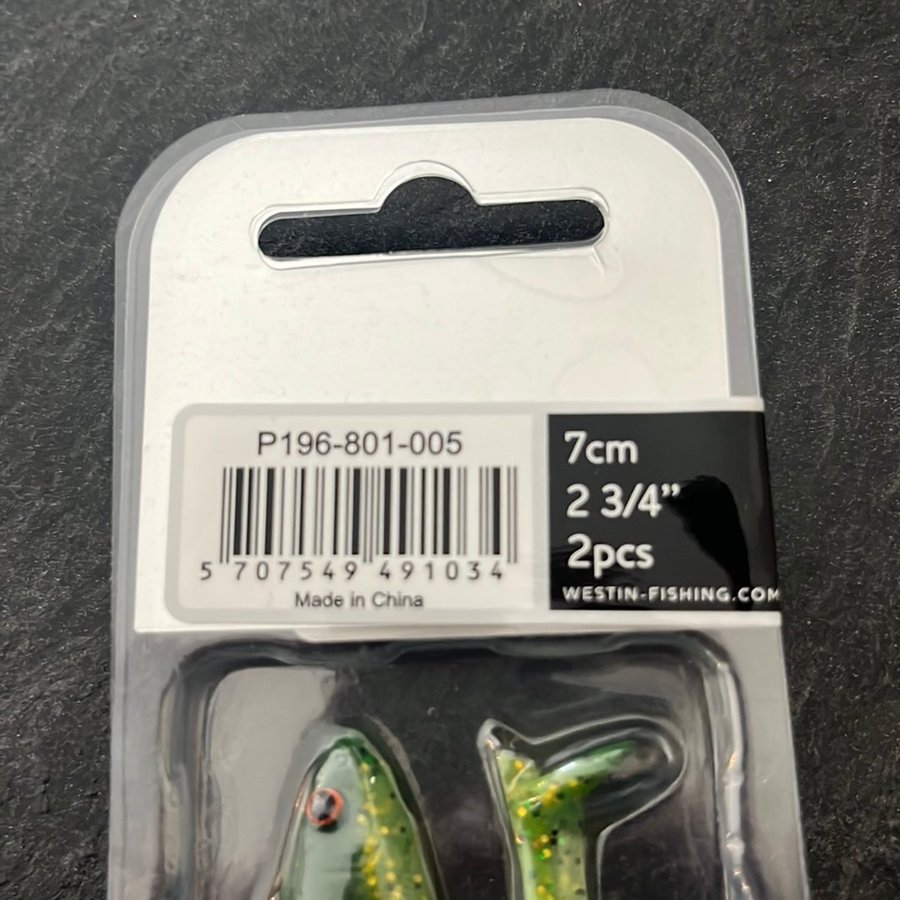 P196-801-005
5 707549 491034
Made in China
7cm
2 3/4”
2pcs
WESTIN-FISHING.COM